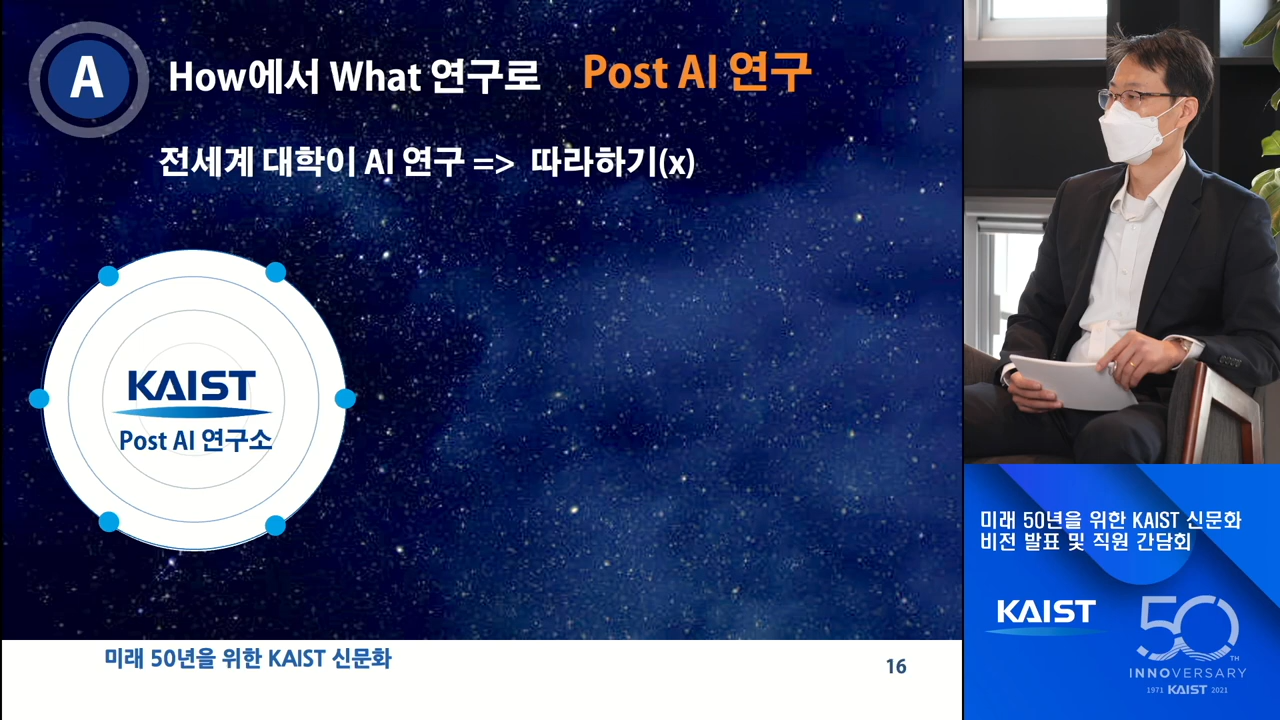 A
How에서 What 연구로 Post AI 연구
전세계 대학이 AI 연구 => 따라하기(x)
KAIST
Post AI 연구소
미래 50년을 위한 KAIST 신문화
16
미래 50년을 위한 KAIST 신문화
비전 발표 및 직원 간담회
KAIST
50TH
INNOVERSARY
1971 KAIST 2021